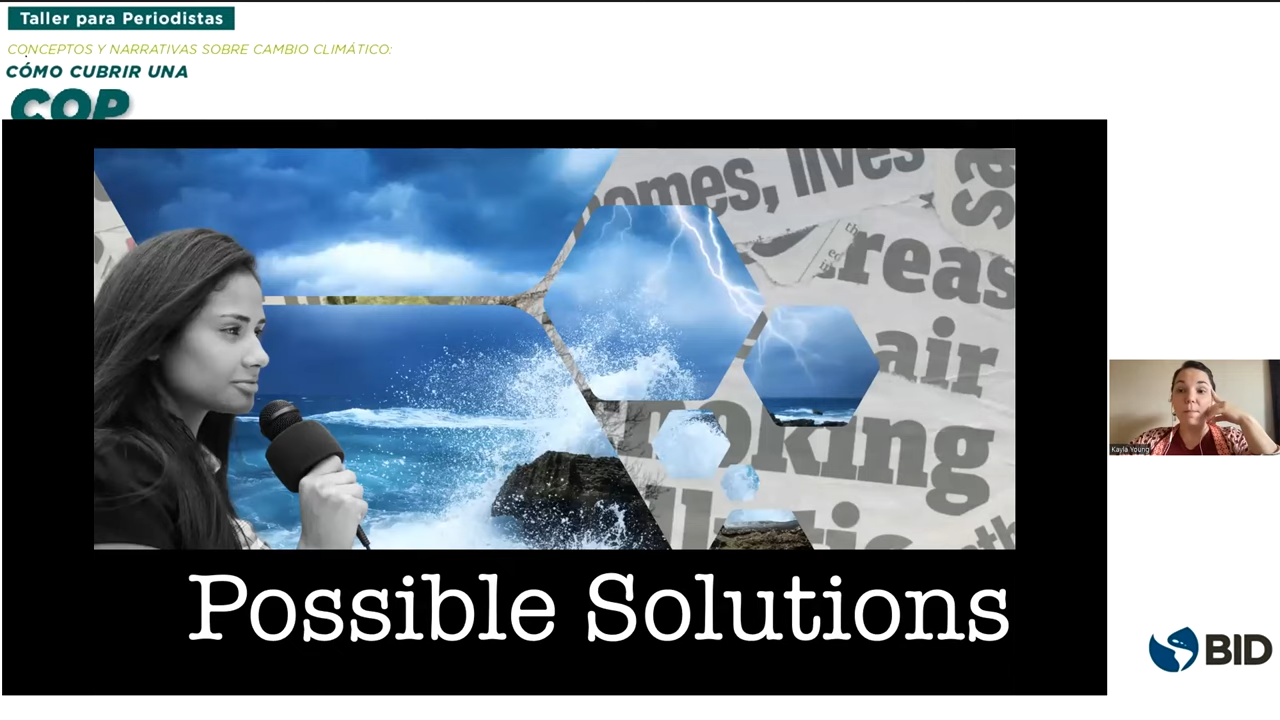 Taller para Periodistas
CONCEPTOS Y NARRATIVAS SOBRE CAMBIO CLIMÁTICO:
CÓMO CUBRIR UNA
COP
omes, lives
reas
air
oking
Possible Solutions
Kayla Young
BID